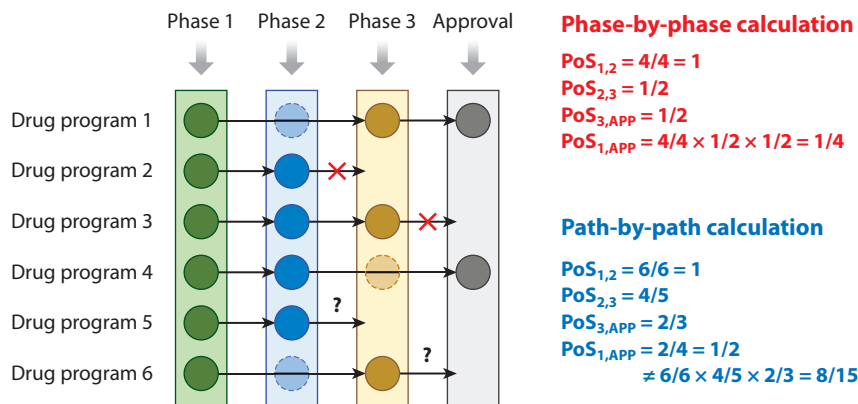 Phase 1 Phase 2 Phase 3 Approval
Drug program 1
Drug program 2
Drug program 3
Drug program 4
Drug program 5
?
Drug program 6
?
Phase-by-phase calculation
PoS1,2 = 4/4 = 1
PoS2,3 = 1/2
PoS3,APP = 1/2
PoS1,APP = 4/4 × 1/2 × 1/2 = 1/4
Path-by-path calculation
PoS1,2 = 6/6 = 1
PoS2,3 = 4/5
PoS3,APP = 2/3
PoS1,APP = 2/4 = 1/2
≠ 6/6 × 4/5 × 2/3 = 8/15